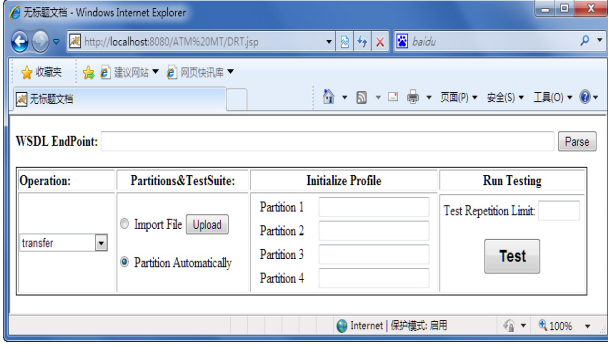 无标题文档 - Windows Internet Explorer
http://localhost:8080/ATM%20MT/DRT.jsp
baidu
收藏夹 建议网站 ▼ 网页快讯库 ▼
无标题文档
页面(P) ▼ 安全(S) ▼ 工具(O) ▼
WSDL EndPoint: Parse
Operation: Partitions&TestSuite: Initialize Profile Run Testing
transfer
Import File Upload
Partition Automatically
Partition 1
Partition 2
Partition 3
Partition 4
Test Repetition Limit:
Test
Internet | 保护模式: 启用 100%